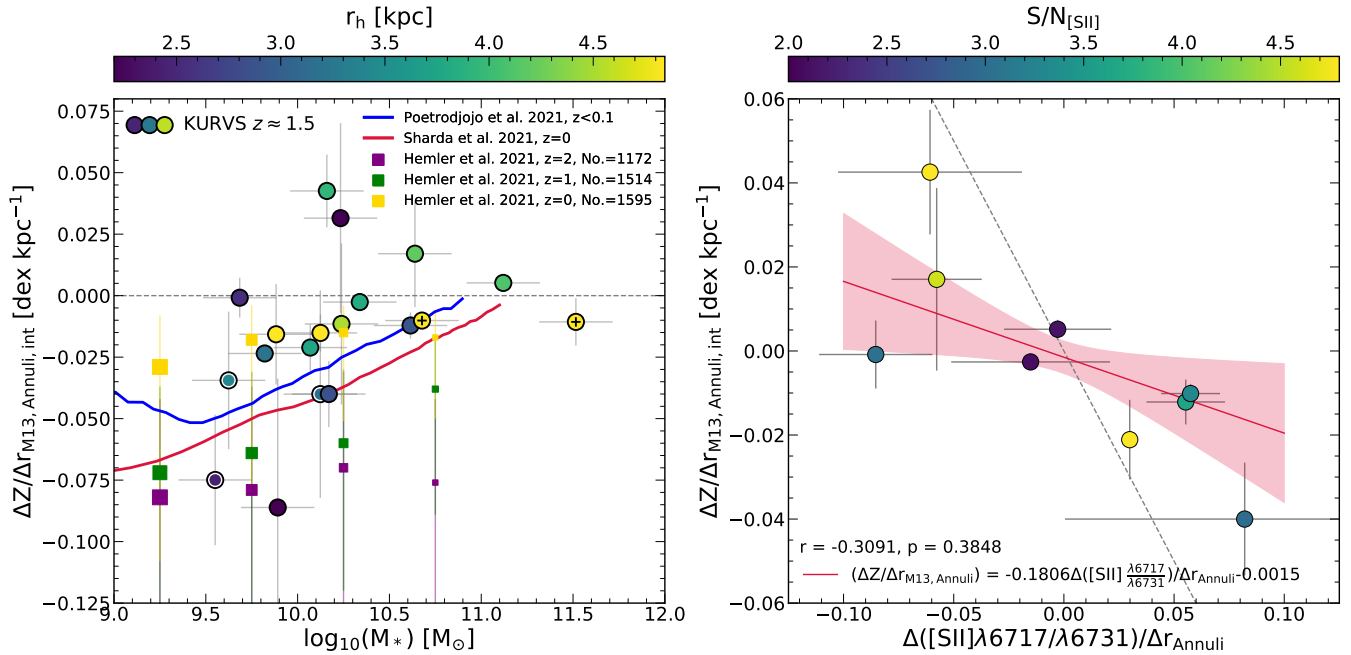 r_h [kpc]
2.5 3.0 3.5 4.0 4.5
KURVS z ≈ 1.5
Poetrodjojo et al. 2021, z<0.1
Sharda et al. 2021, z=0
Hemler et al. 2021, z=2, No.=1172
Hemler et al. 2021, z=1, No.=1514
Hemler et al. 2021, z=0, No.=1595
ΔZ/Δr_M13, Annuli, int [dex kpc⁻¹]
0.075
0.050
0.025
0.000
−0.025
−0.050
−0.075
−0.100
−0.125
9.0 9.5 10.0 10.5 11.0 11.5 12.0
log₁₀(M_*) [M_⊙]
S/N_[SII]
2.0 2.5 3.0 3.5 4.0 4.5
ΔZ/Δr_M13, Annuli, int [dex kpc⁻¹]
0.06
0.04
0.02
0.00
−0.02
−0.04
−0.06
r = -0.3091, p = 0.3848
(ΔZ/Δr_M13, Annuli) = -0.1806Δ([SII] λ6717/λ6731)/Δr_Annuli-0.0015
−0.10 −0.05 0.00 0.05 0.10
Δ([SII]λ6717/λ6731)/Δr_Annuli